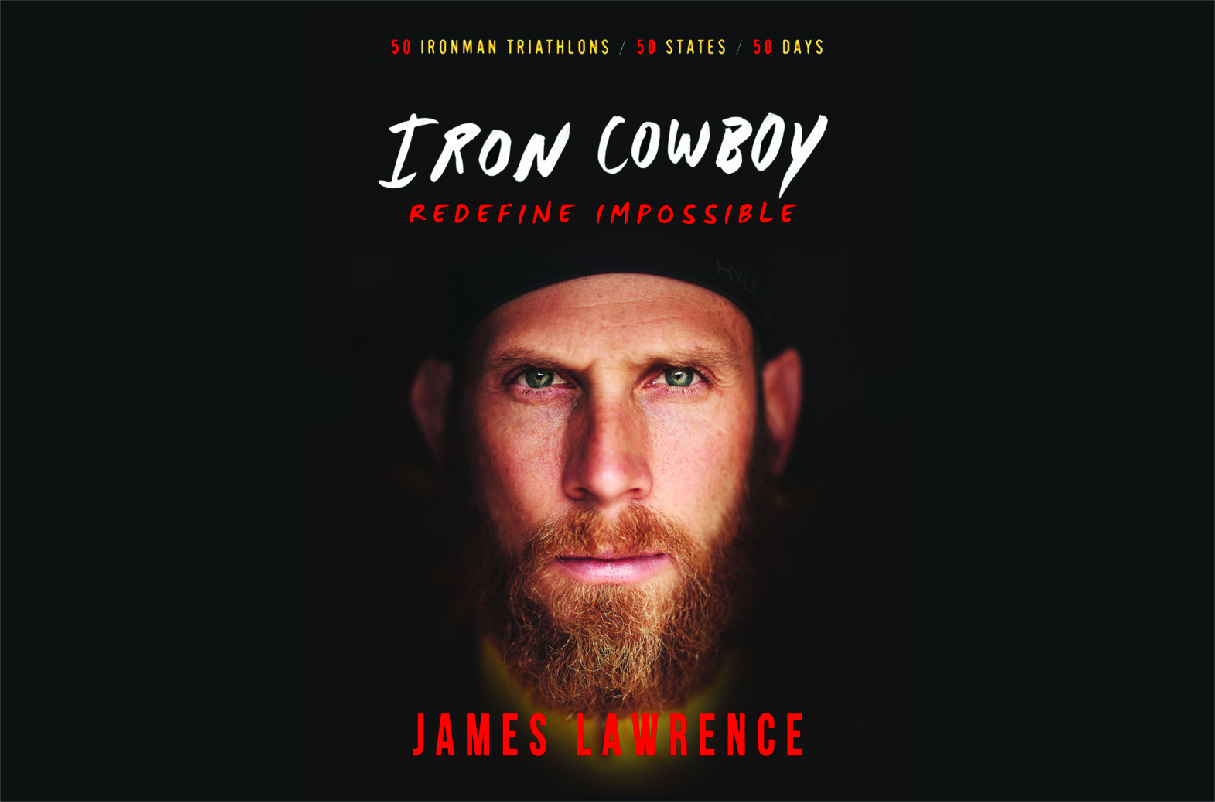 50 IRONMAN TRIATHLONS / 50 STATES / 50 DAYS
IRON COWBOY
REDEFINE IMPOSSIBLE
JAMES LAWRENCE